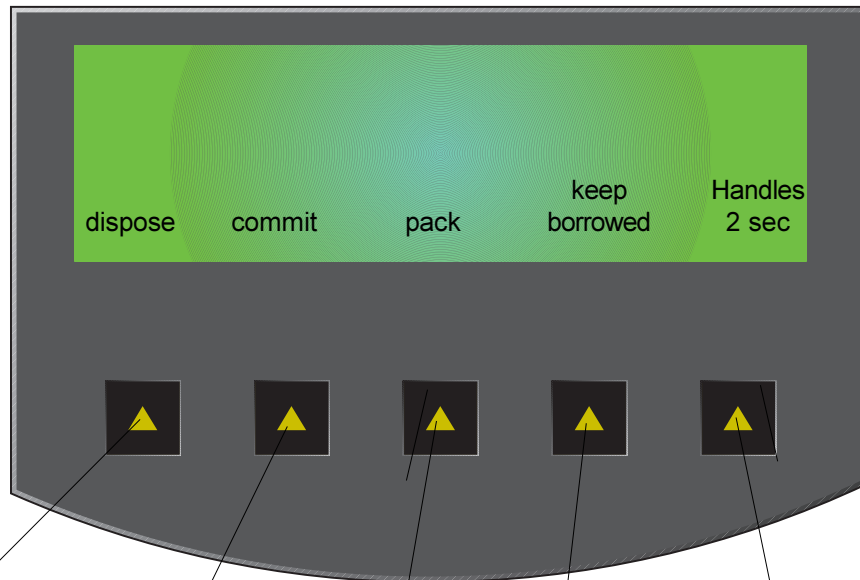 dispose
commit
pack
keep
borrowed
Handles
2 sec